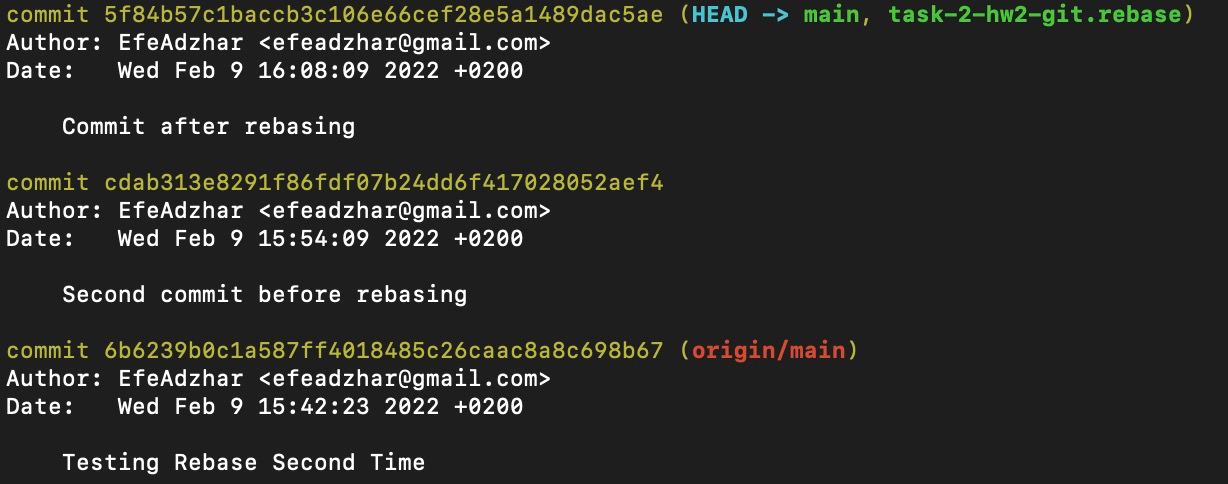 commit 5f84b57c1baccb3c106e66cef28e5a1489dac5ae (HEAD -> main, task-2-hw2-git.rebase)
Author: EfeAdzhar <efeadzhar@gmail.com>
Date:   Wed Feb 9 16:08:09 2022 +0200
Commit after rebasing
commit cdab313e8291f86fdf07b24dd6f417028052aef4
Author: EfeAdzhar <efeadzhar@gmail.com>
Date:   Wed Feb 9 15:54:09 2022 +0200
Second commit before rebasing
commit 6b6239b0c1a587ff4018485c26caac8a8c698b67 (origin/main)
Author: EfeAdzhar <efeadzhar@gmail.com>
Date:   Wed Feb 9 15:42:23 2022 +0200
Testing Rebase Second Time